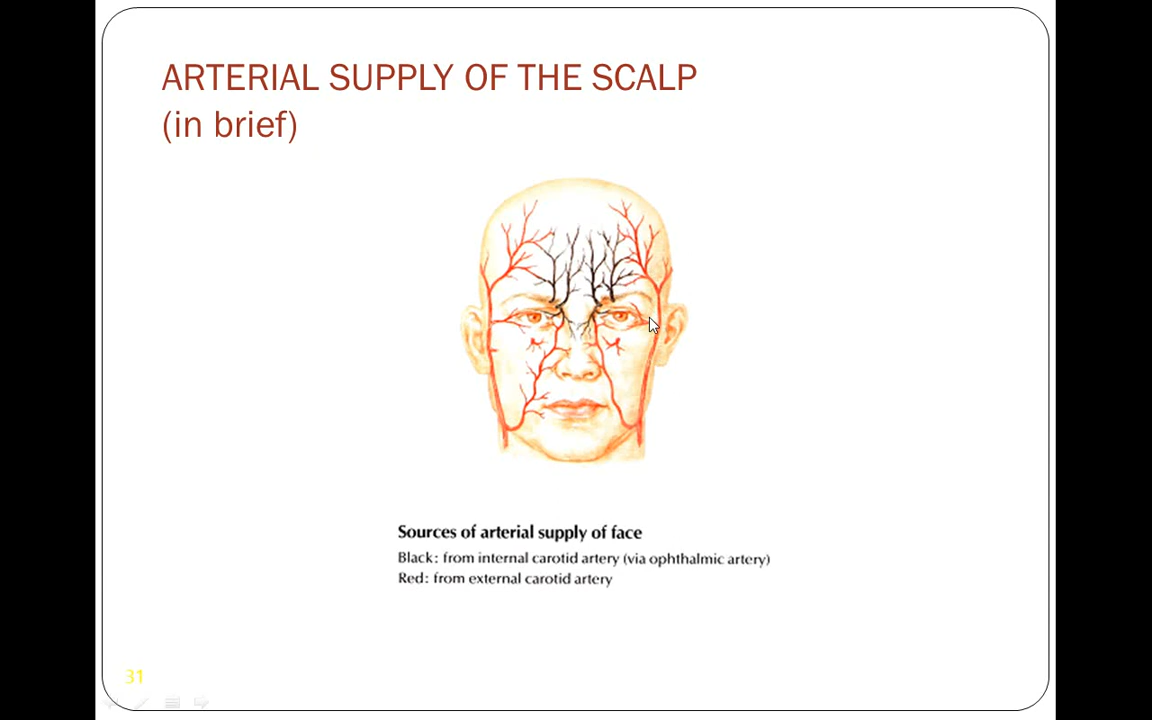 ARTERIAL SUPPLY OF THE SCALP
(in brief)
Sources of arterial supply of face
Black: from internal carotid artery (via ophthalmic artery)
Red: from external carotid artery
31